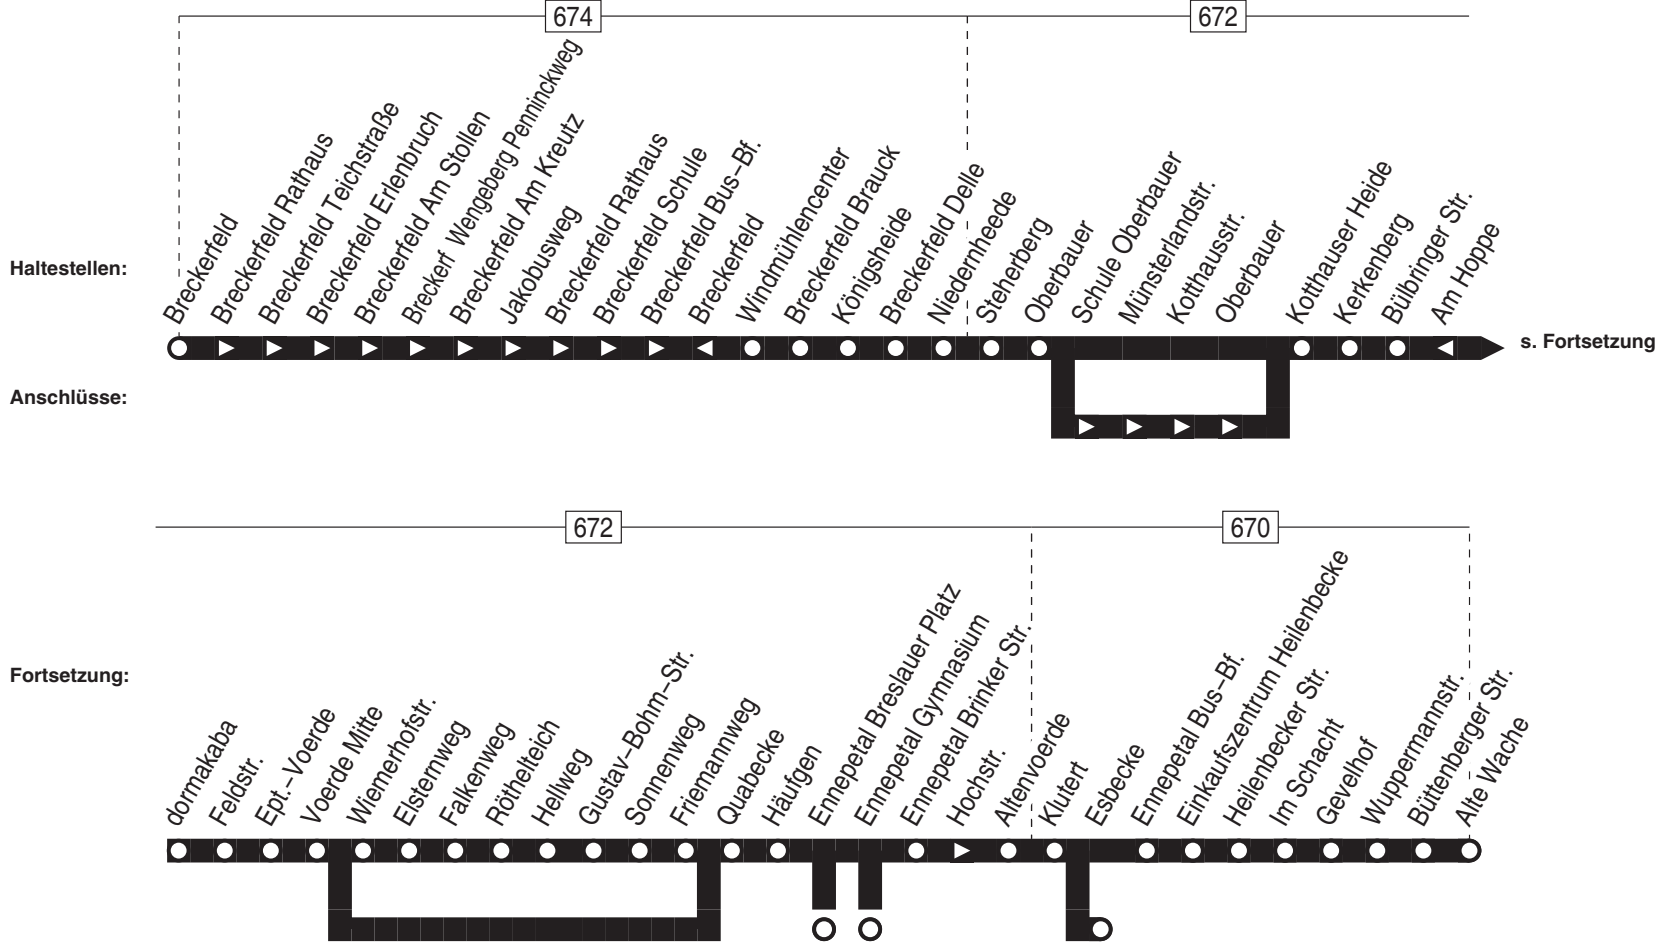 674
672
Haltestellen:
Breckerfeld
Breckerfeld Rathaus
Breckerfeld Teichstraße
Breckerfeld Erlenbruch
Breckerfeld Am Stollen
Breckerf Wengeberg Penninckweg
Breckerfeld Am Kreutz
Jakobusweg
Breckerfeld Rathaus
Breckerfeld Schule
Breckerfeld Bus-Bf.
Breckerfeld
Windmühlencenter
Breckerfeld Brauck
Königsheide
Breckerfeld Delle
Niedernheede
Steherberg
Oberbauer
Schule Oberbauer
Münsterlandstr.
Kotthausstr.
Oberbauer
Kotthauser Heide
Kerkenberg
Bülbringer Str.
Am Hoppe
s. Fortsetzung
Anschlüsse:
672
670
Fortsetzung:
dormakaba
Feldstr.
Ept.-Voerde
Voerde Mitte
Wiemerhofstr.
Elsternweg
Falkenweg
Röthelteich
Hellweg
Gustav-Bohm-Str.
Sonnenweg
Friemannweg
Quabecke
Häufgen
Ennepetal Breslauer Platz
Ennepetal Gymnasium
Ennepetal Brinker Str.
Hochstr.
Altenvoerde
Klutert
Esbecke
Ennepetal Bus-Bf.
Einkaufszentrum Heilenbecke
Heilenbecker Str.
Im Schacht
Gevelhof
Wuppermannstr.
Büttenberger Str.
Alte Wache